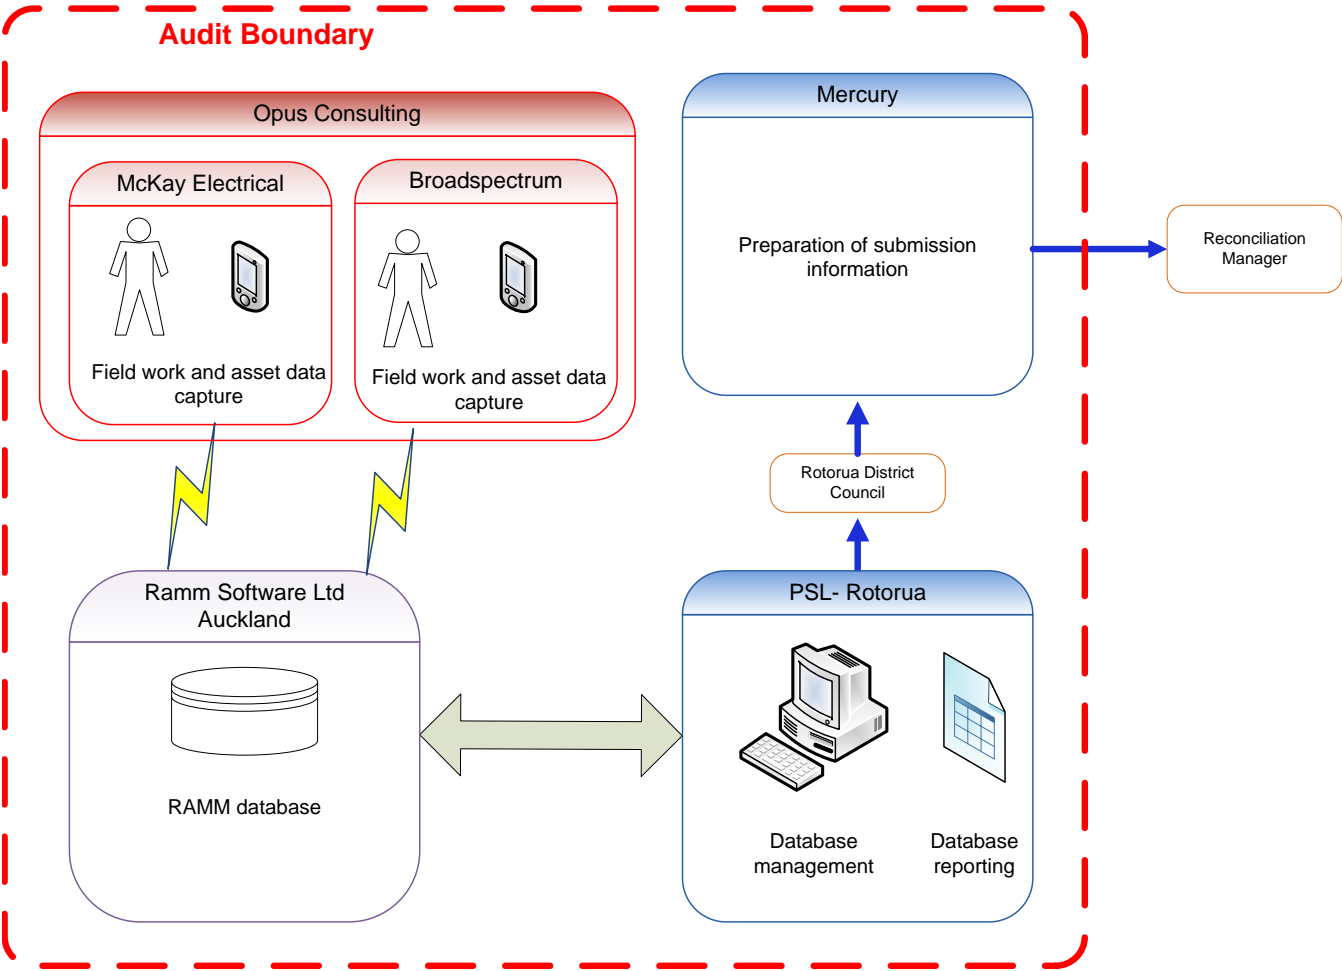 Audit Boundary
Opus Consulting
McKay Electrical
Field work and asset data
capture
Broadspectrum
Field work and asset data
capture
Mercury
Preparation of submission
information
Reconciliation
Manager
Rotorua District
Council
Ramm Software Ltd
Auckland
RAMM database
PSL- Rotorua
Database
management
Database
reporting